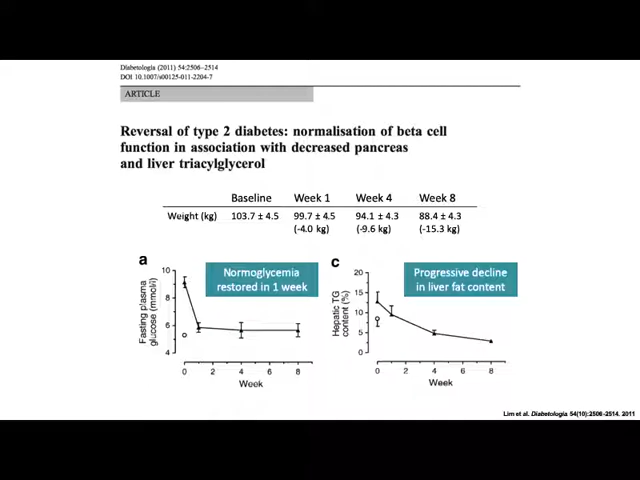 Diabetologia (2011) 54:2506–2514
DOI 10.1007/s00125-011-2204-7
ARTICLE
Reversal of type 2 diabetes: normalisation of beta cell
function in association with decreased pancreas
and liver triacylglycerol
Baseline Week 1 Week 4 Week 8
Weight (kg) 103.7 ± 4.5 99.7 ± 4.5 94.1 ± 4.3 88.4 ± 4.3
(-4.0 kg) (-9.6 kg) (-15.3 kg)
a
Normoglycemia
restored in 1 week
Fasting plasma
glucose (mmol/l)
10
8
6
4
0 2 4 6 8
Week
c
Progressive decline
in liver fat content
Hepatic TG
content (%)
20
15
10
5
0
0 2 4 6 8
Week
Lim et al. Diabetologia 54(10):2506-2514. 2011